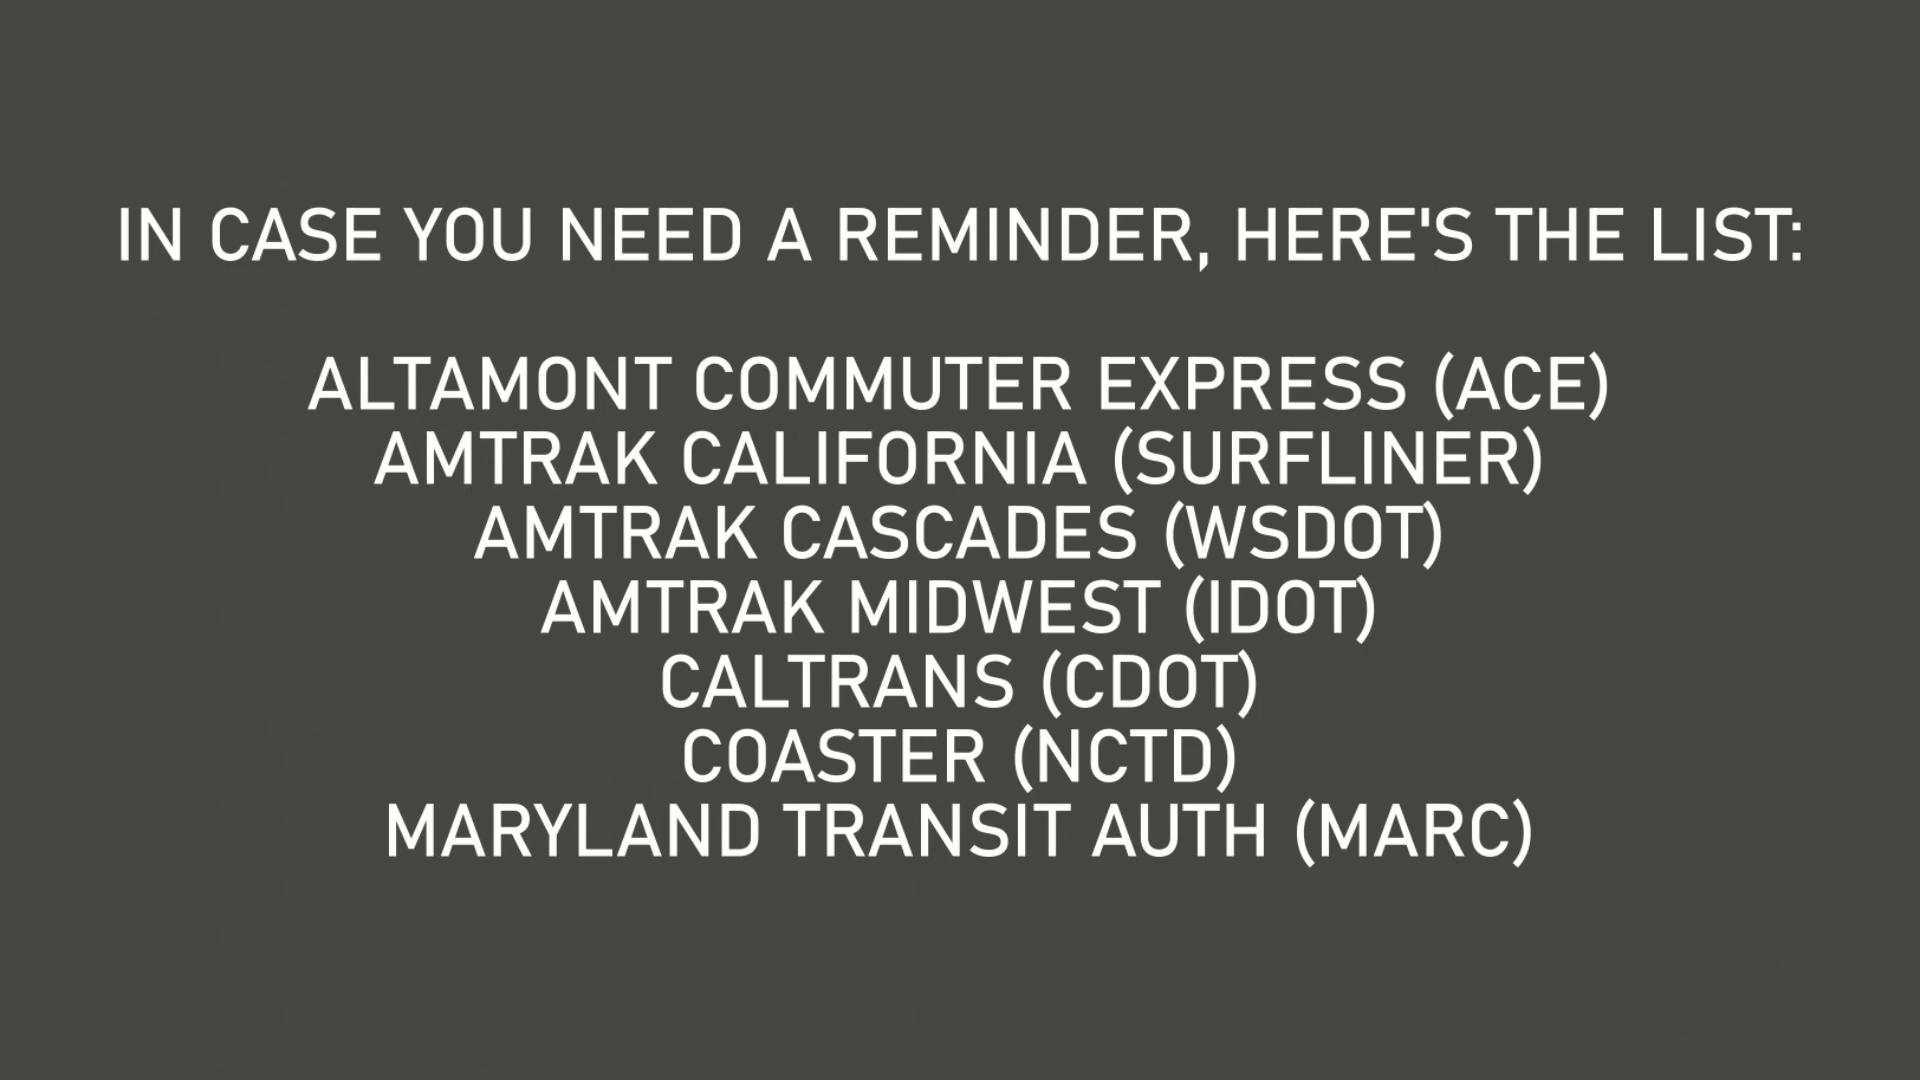 IN CASE YOU NEED A REMINDER, HERE'S THE LIST:
ALTAMONT COMMUTER EXPRESS (ACE)
AMTRAK CALIFORNIA (SURFLINER)
AMTRAK CASCADES (WSDOT)
AMTRAK MIDWEST (IDOT)
CALTRANS (CDOT)
COASTER (NCTD)
MARYLAND TRANSIT AUTH (MARC)